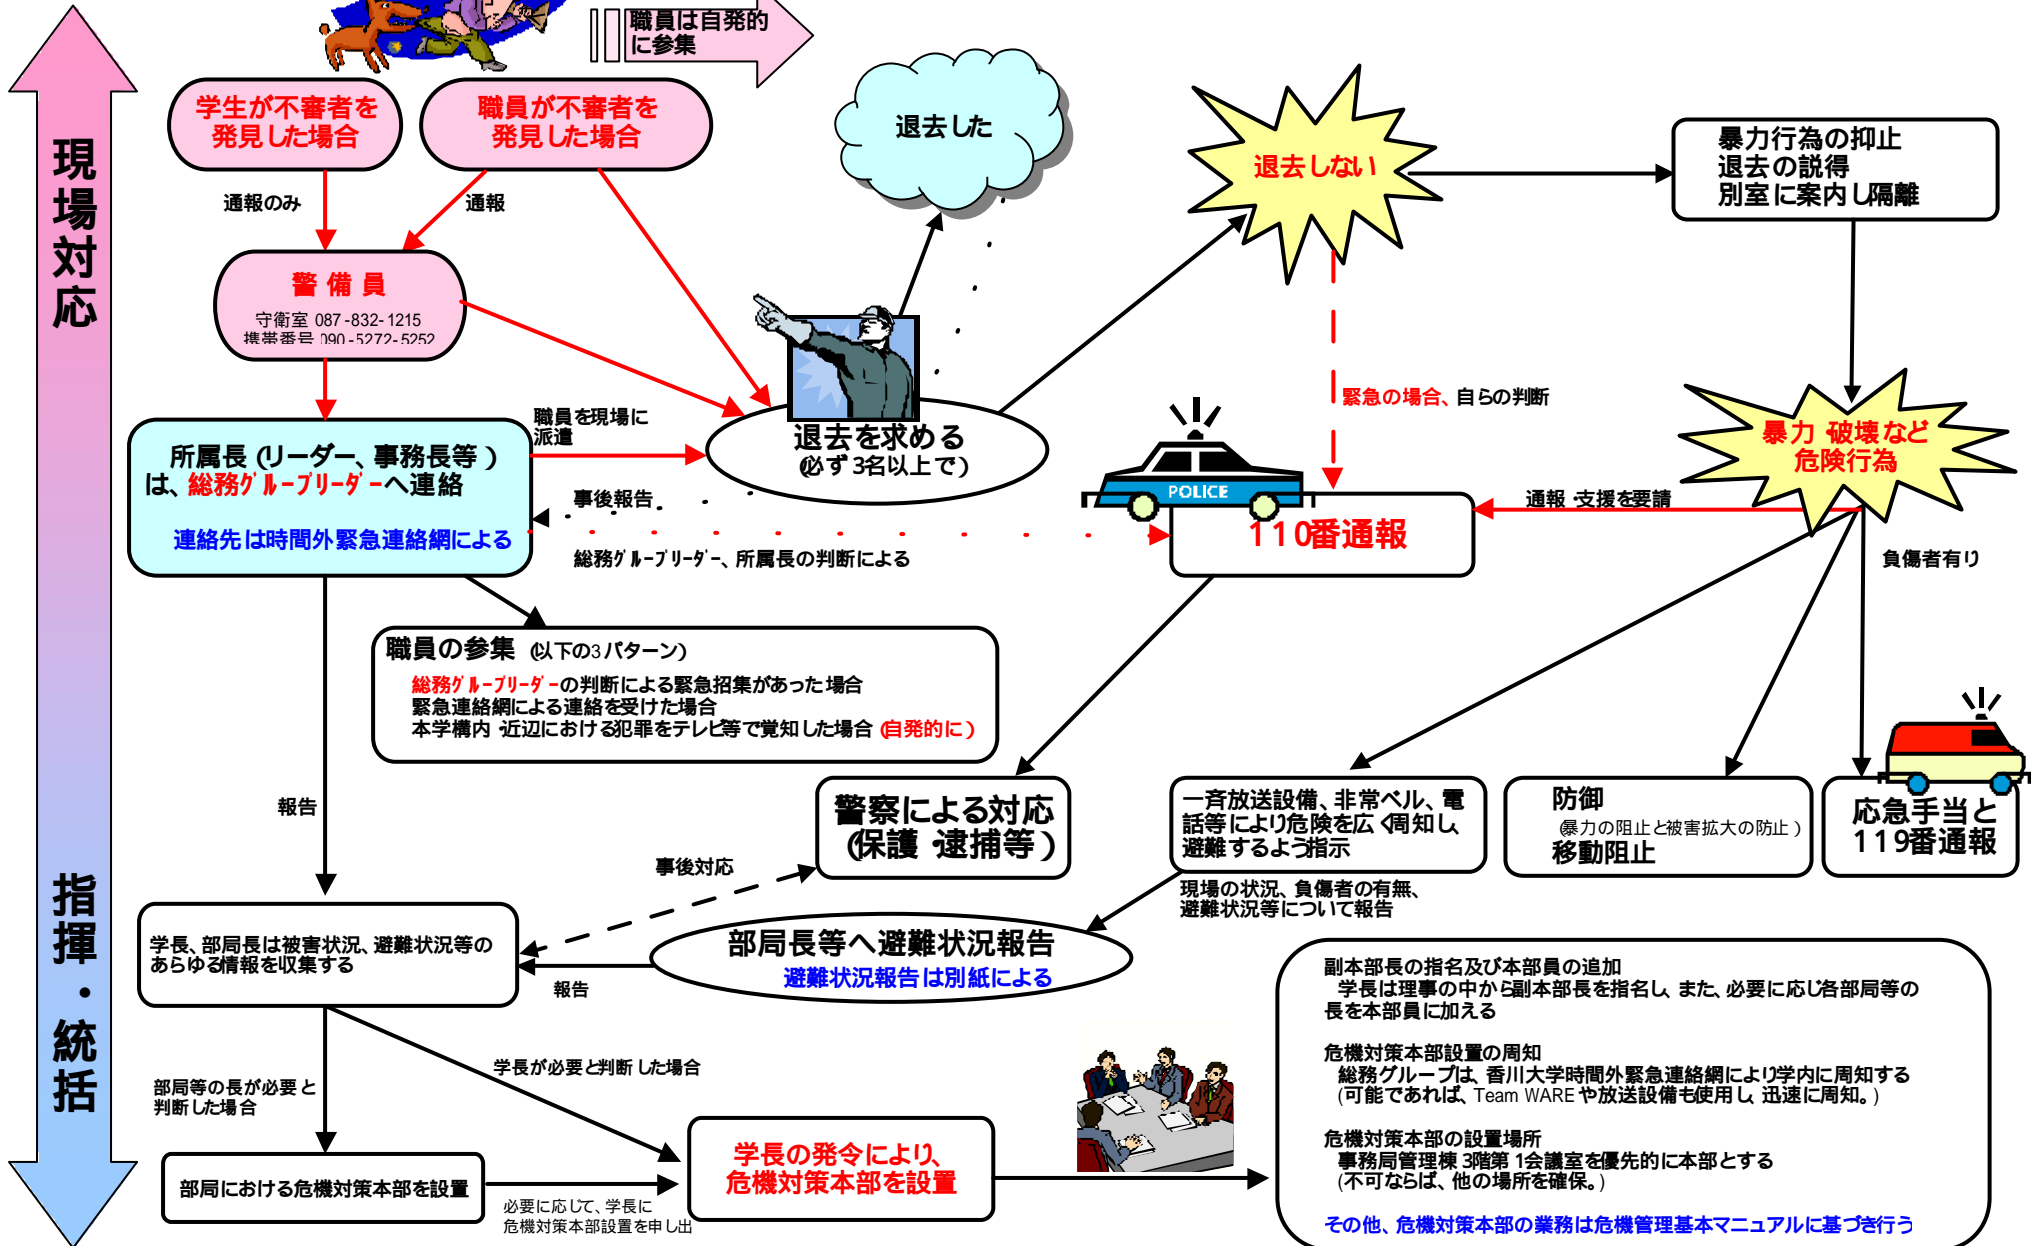 職員は自発的
に参集
現場対応
指揮・統括
学生が不審者を
発見した場合
職員が不審者を
発見した場合
退去した
退去しない
暴力行為の抑止
退去の説得
別室に案内し隔離
通報のみ
通報
警備員
守衛室 087-832-1215
携帯番号 090-5272-5252
緊急の場合、自らの判断
職員を現場に
派遣
退去を求める
(必ず3名以上で)
所属長(リーダー、事務長等)
は、総務グループリーダーへ連絡
連絡先は時間外緊急連絡網による
事後報告
総務グループリーダー、所属長の判断による
POLICE
110番通報
通報・支援を要請
暴力・破壊など
危険行為
負傷者有り
職員の参集 (以下の3パターン)
総務グループリーダーの判断による緊急招集があった場合
緊急連絡網による連絡を受けた場合
本学構内・近辺における犯罪をテレビ等で覚知した場合(自発的に)
報告
警察による対応
(保護・逮捕等)
一斉放送設備、非常ベル、電
話等により危険を広く周知し、
避難するよう指示
防御
(暴力の阻止と被害拡大の防止)
移動阻止
応急手当と
119番通報
事後対応
現場の状況、負傷者の有無、
避難状況等について報告
学長、部局長は被害状況、避難状況等の
あらゆる情報を収集する
部局長等へ避難状況報告
避難状況報告は別紙による
報告
学長が必要と判断した場合
部局等の長が必要と
判断した場合
部局における危機対策本部を設置
必要に応じて、学長に
危機対策本部設置を申し出
学長の発令により、
危機対策本部を設置
副本部長の指名及び本部員の追加
学長は理事の中から副本部長を指名し、また、必要に応じ各部局等の
長を本部員に加える
危機対策本部設置の周知
総務グループは、香川大学時間外緊急連絡網により学内に周知する
(可能であれば、Team WAREや放送設備も使用し、迅速に周知。)
危機対策本部の設置場所
事務局管理棟3階第1会議室を優先的に本部とする
(不可ならば、他の場所を確保。)
その他、危機対策本部の業務は危機管理基本マニュアルに基づき行う